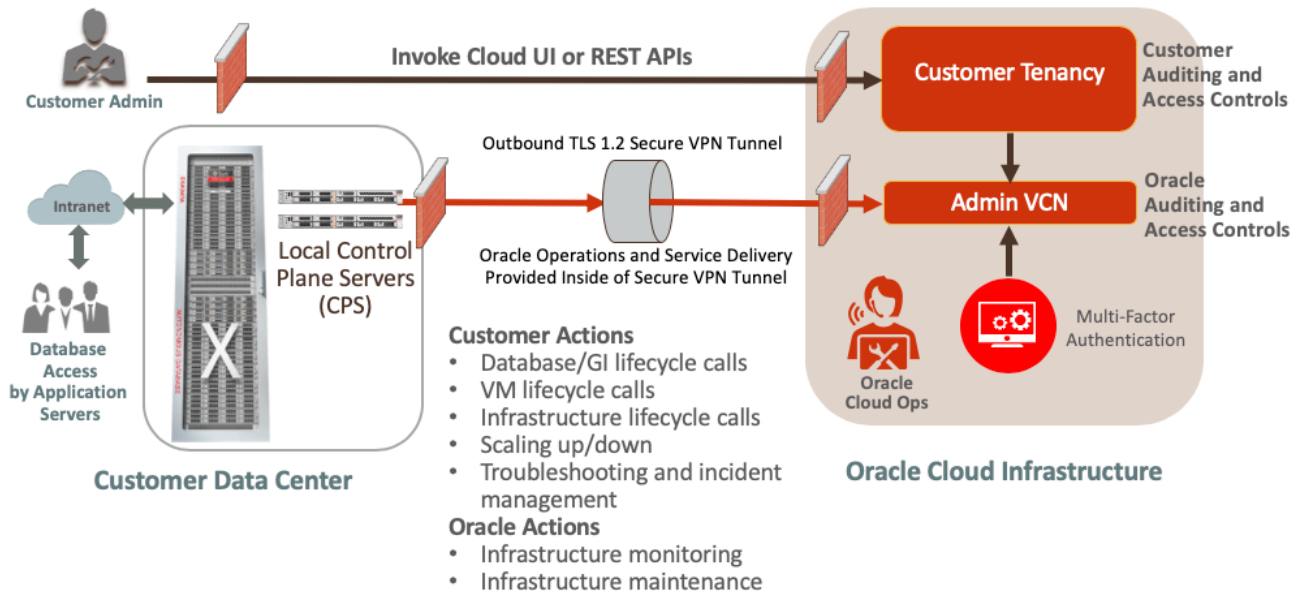 Invoke Cloud UI or REST APIs
Customer Admin
Customer Tenancy
Customer
Auditing and
Access Controls
Outbound TLS 1.2 Secure VPN Tunnel
Intranet
Local Control
Plane Servers
(CPS)
Oracle Operations and Service Delivery
Provided Inside of Secure VPN Tunnel
Admin VCN
Oracle
Auditing and
Access Controls
Database
Access
by Application
Servers
X
Customer Data Center
Customer Actions
• Database/GI lifecycle calls
• VM lifecycle calls
• Infrastructure lifecycle calls
• Scaling up/down
• Troubleshooting and incident
management
Oracle Actions
• Infrastructure monitoring
• Infrastructure maintenance
Oracle
Cloud Ops
Multi-Factor
Authentication
Oracle Cloud Infrastructure